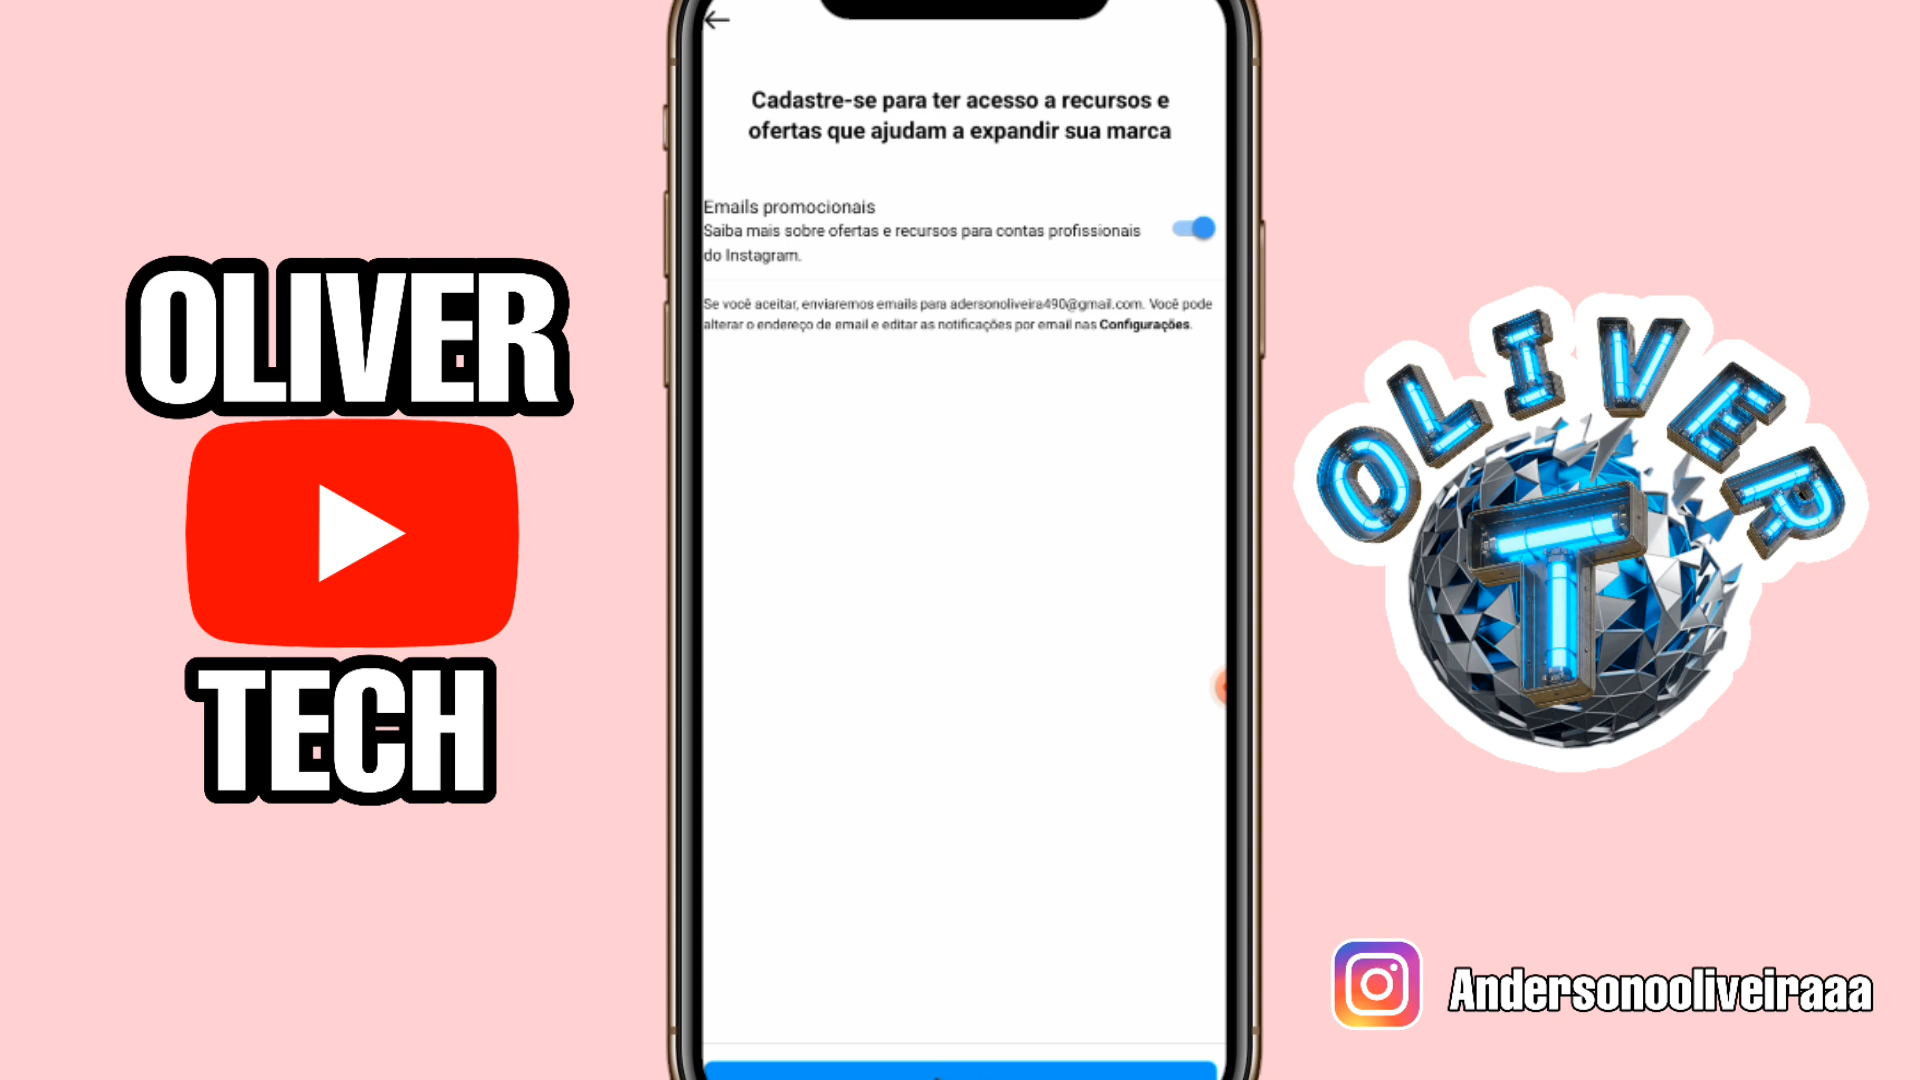 Cadastre-se para ter acesso a recursos e
ofertas que ajudam a expandir sua marca
Emails promocionais
Saiba mais sobre ofertas e recursos para contas profissionais
do Instagram.
Se você aceitar, enviaremos emails para adersonoliveira490@gmail.com. Você pode
alterar o endereço de email e editar as notificações por email nas Configurações.
OLIVER
TECH
OLIVER
T
Andersonooliveiraaa